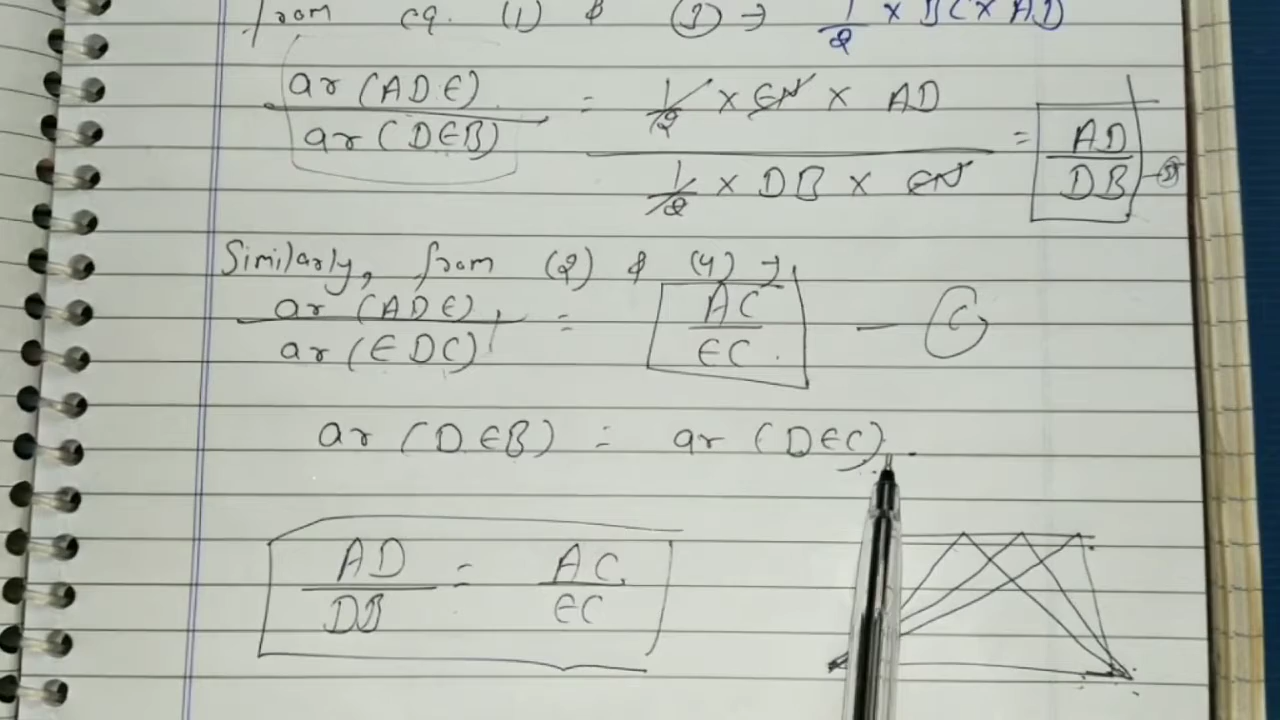 from eq. (1) & (3) → 1/2 × BC × AD
ar (ADE) / ar (DEB) = 1/2 × EN × AD / 1/2 × DB × EN = AD / DB
Similarly, from (2) & (4) →
ar (ADE) / ar (EDC) = AC / EC. — C
ar (DEB) = ar (DEC).
AD / DB = AC / EC